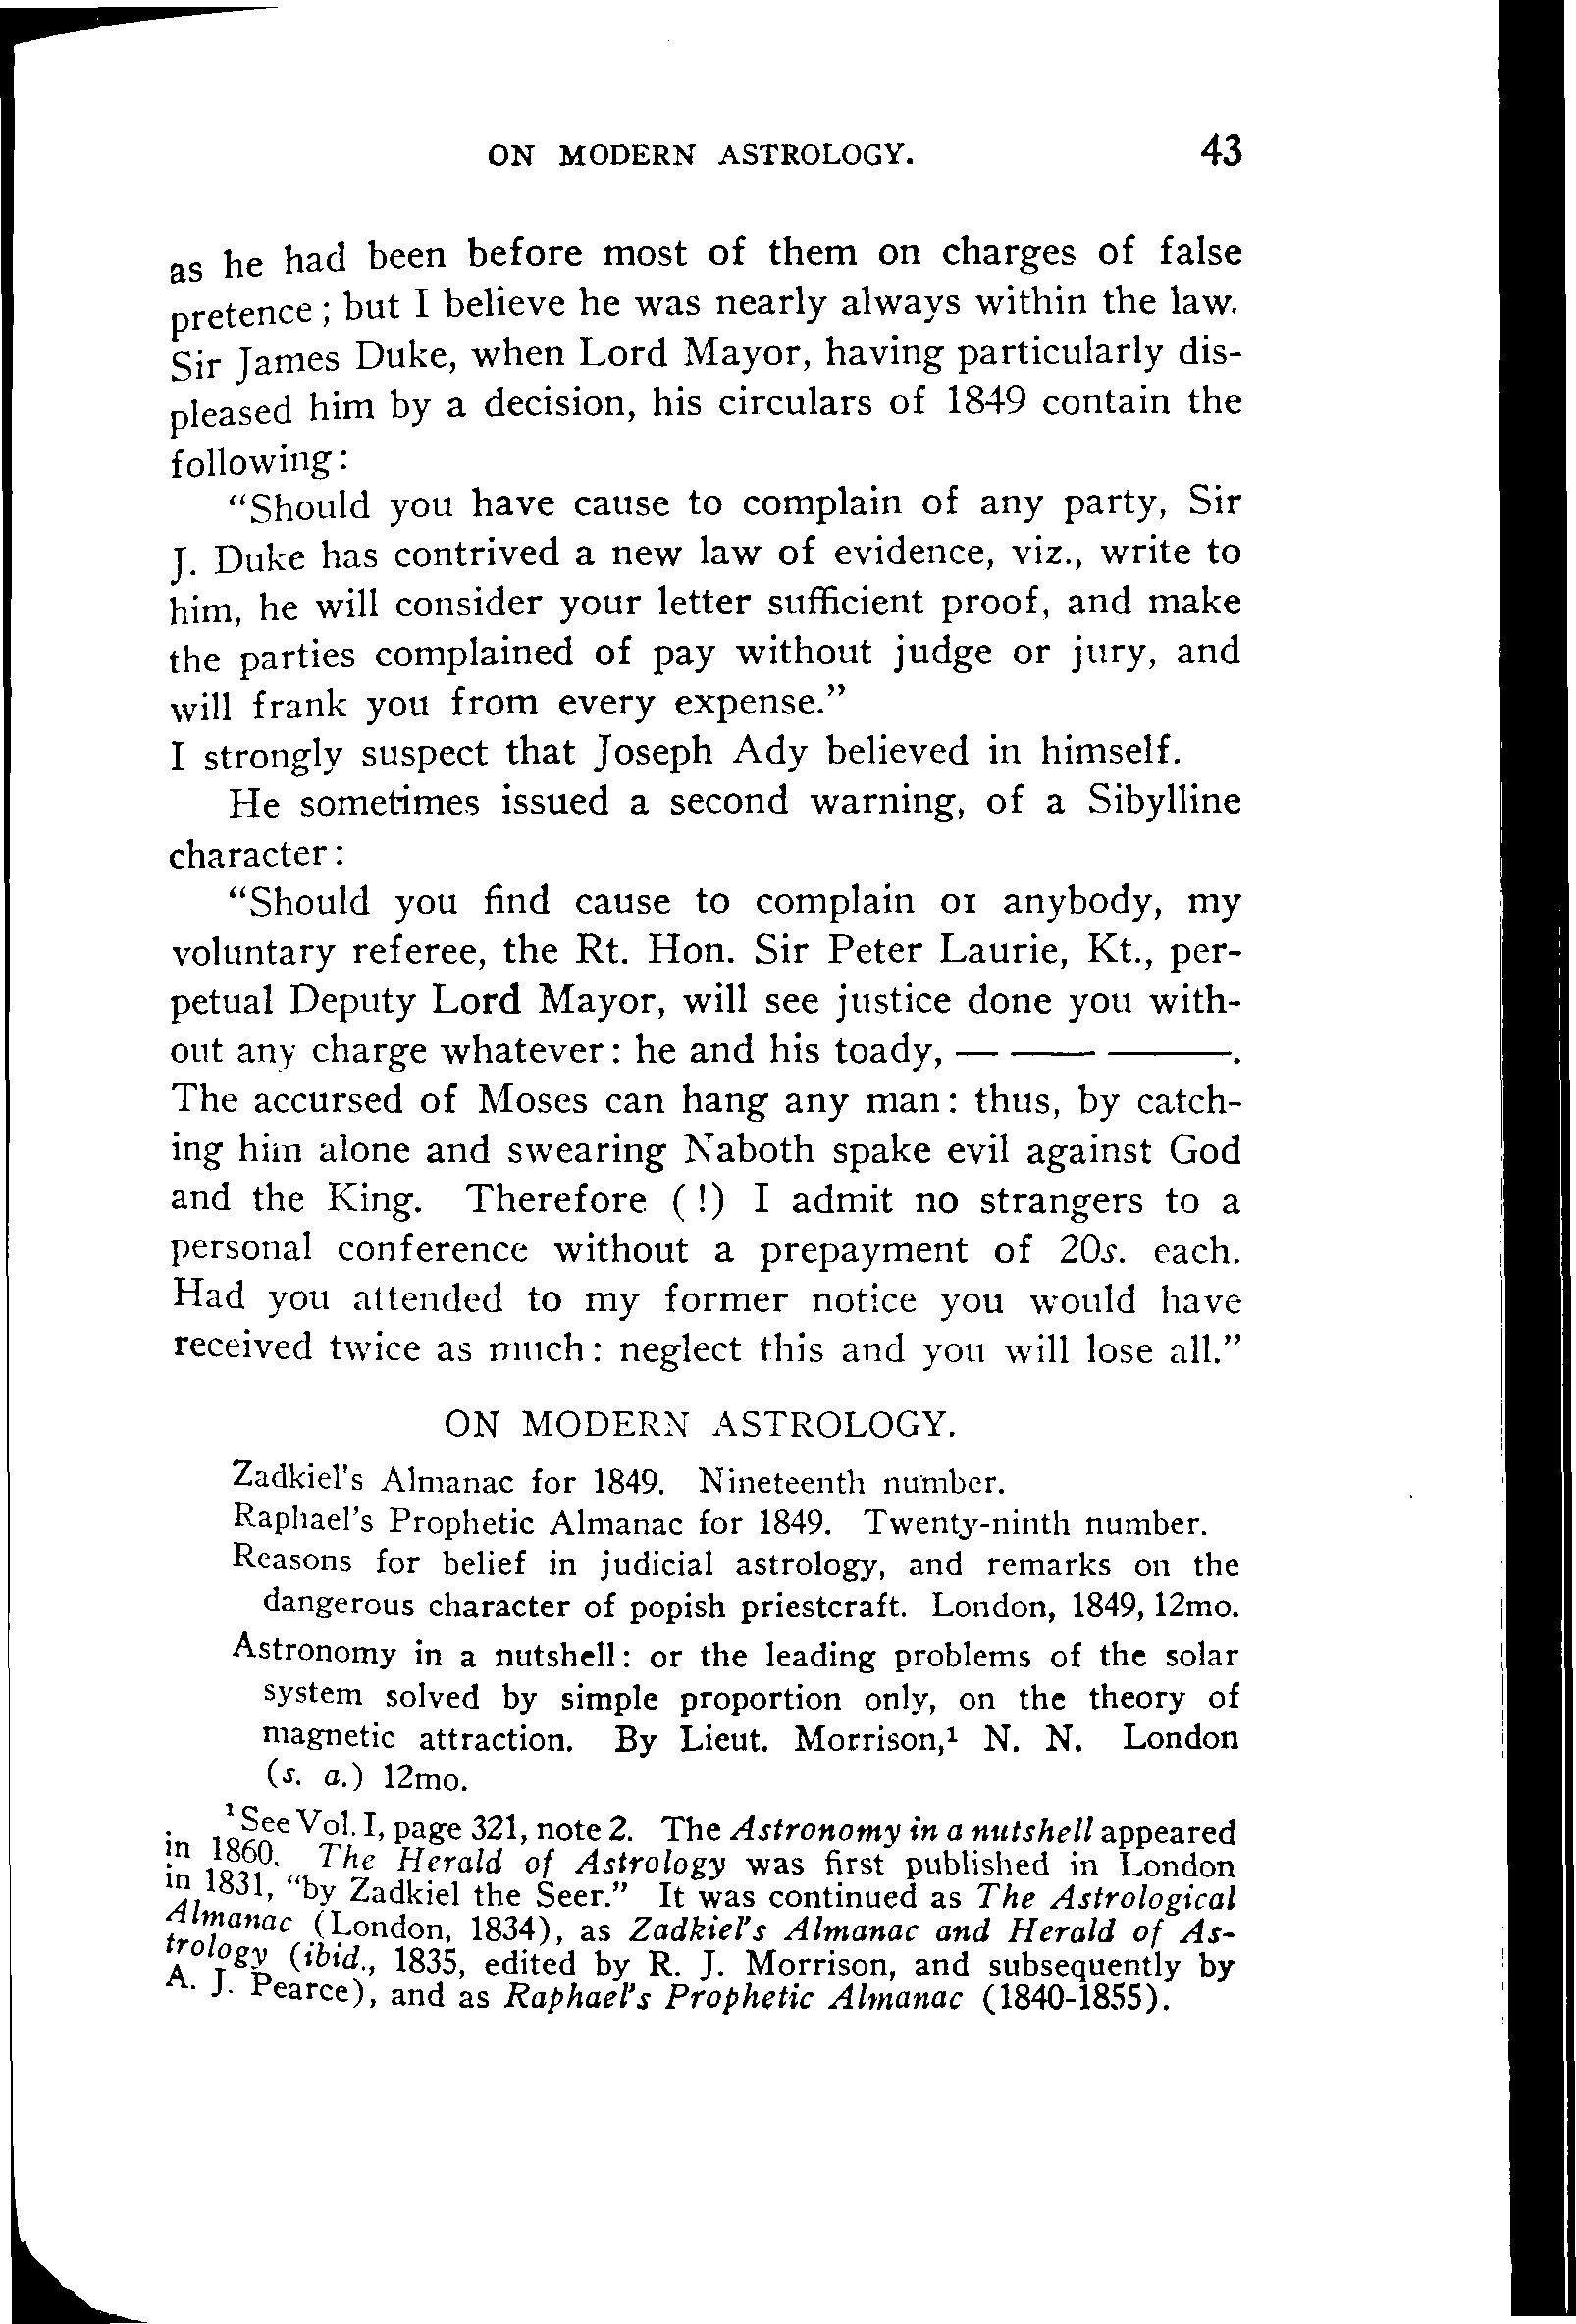 ON MODERN ASTROLOGY. 43
as he had been before most of them on charges of false
pretence; but I believe he was nearly always within the law.
Sir James Duke, when Lord Mayor, having particularly dis-
pleased him by a decision, his circulars of 1849 contain the
following:
“Should you have cause to complain of any party, Sir
J. Duke has contrived a new law of evidence, viz., write to
him, he will consider your letter sufficient proof, and make
the parties complained of pay without judge or jury, and
will frank you from every expense.”
I strongly suspect that Joseph Ady believed in himself.
He sometimes issued a second warning, of a Sibylline
character:
“Should you find cause to complain of anybody, my
voluntary referee, the Rt. Hon. Sir Peter Laurie, Kt., per-
petual Deputy Lord Mayor, will see justice done you with-
out any charge whatever: he and his toady, — —— ———.
The accursed of Moses can hang any man: thus, by catch-
ing him alone and swearing Naboth spake evil against God
and the King. Therefore (!) I admit no strangers to a
personal conference without a prepayment of 20s. each.
Had you attended to my former notice you would have
received twice as much: neglect this and you will lose all.”
ON MODERN ASTROLOGY.
Zadkiel's Almanac for 1849. Nineteenth number.
Raphael's Prophetic Almanac for 1849. Twenty-ninth number.
Reasons for belief in judicial astrology, and remarks on the
dangerous character of popish priestcraft. London, 1849, 12mo.
Astronomy in a nutshell: or the leading problems of the solar
system solved by simple proportion only, on the theory of
magnetic attraction. By Lieut. Morrison,¹ N. N. London
(s. a.) 12mo.
¹ See Vol. I, page 321, note 2. The Astronomy in a nutshell appeared
in 1860. The Herald of Astrology was first published in London
in 1831, “by Zadkiel the Seer.” It was continued as The Astrological
Almanac (London, 1834), as Zadkiel's Almanac and Herald of As-
trology (ibid., 1835, edited by R. J. Morrison, and subsequently by
A. J. Pearce), and as Raphael's Prophetic Almanac (1840-1855).